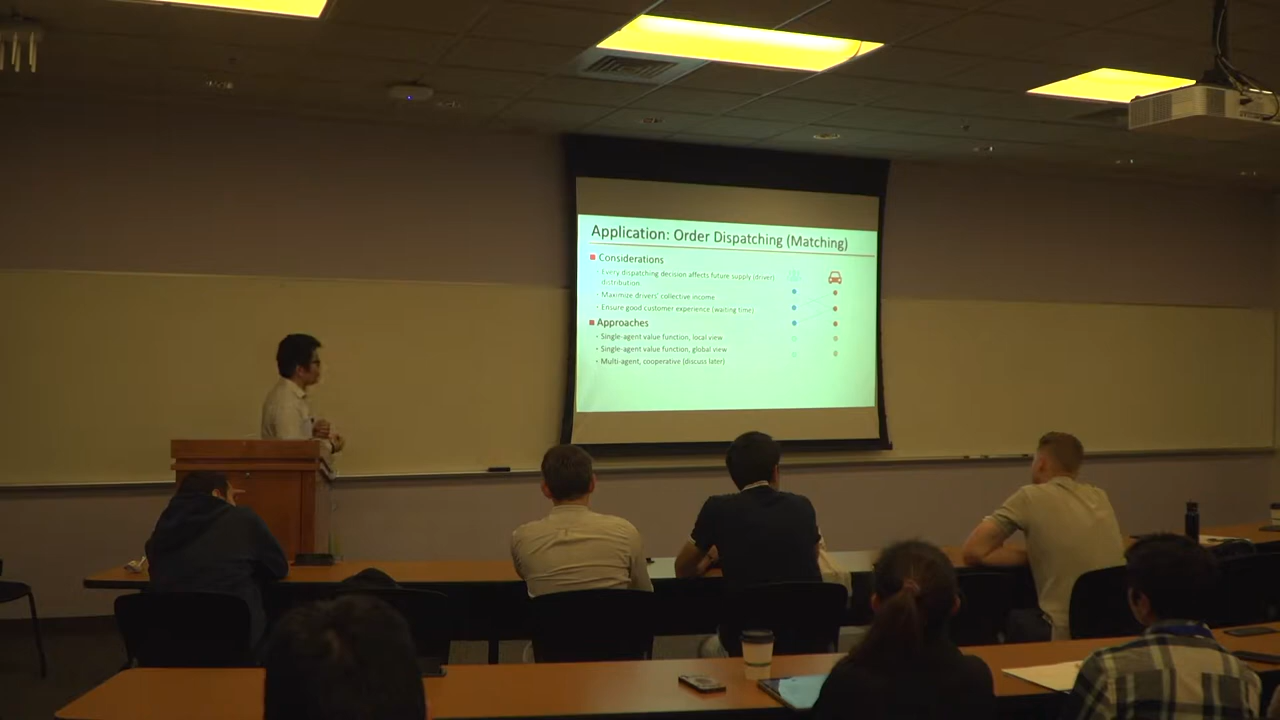 Application: Order Dispatching (Matching)
Considerations
- Every dispatching decision affects future supply (driver)
distribution
- Maximize drivers' collective income
- Ensure good customer experience (waiting time)
Approaches
- Single-agent value function, local view
- Single-agent value function, global view
- Multi-agent, cooperative (discuss later)